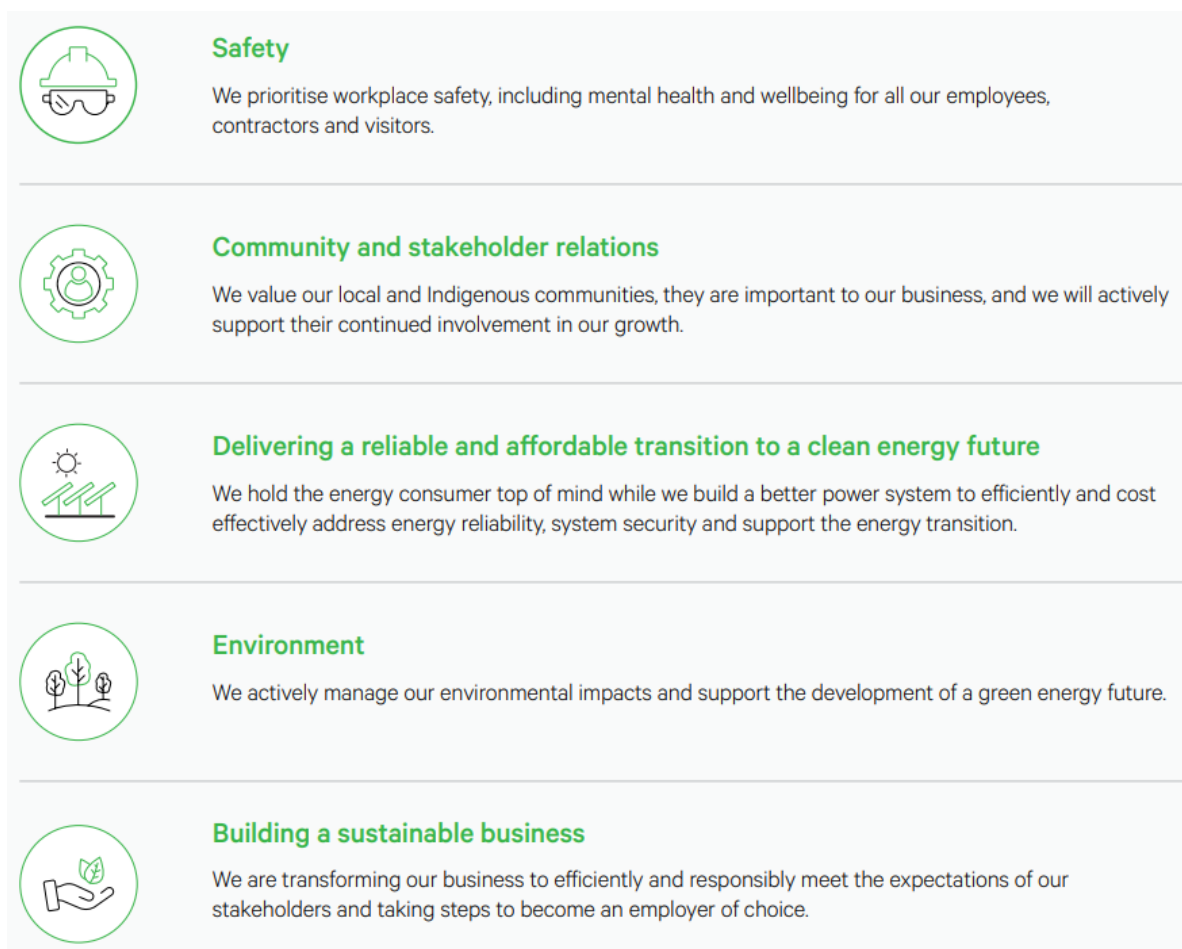 Safety
We prioritise workplace safety, including mental health and wellbeing for all our employees,
contractors and visitors.
Community and stakeholder relations
We value our local and Indigenous communities, they are important to our business, and we will actively
support their continued involvement in our growth.
Delivering a reliable and affordable transition to a clean energy future
We hold the energy consumer top of mind while we build a better power system to efficiently and cost
effectively address energy reliability, system security and support the energy transition.
Environment
We actively manage our environmental impacts and support the development of a green energy future.
Building a sustainable business
We are transforming our business to efficiently and responsibly meet the expectations of our
stakeholders and taking steps to become an employer of choice.